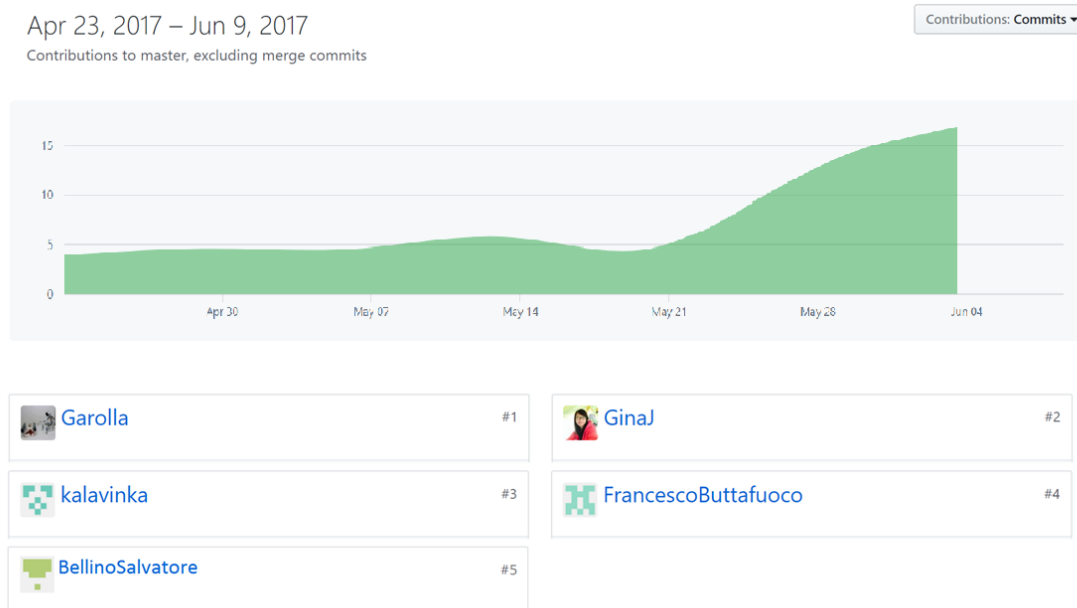 Apr 23, 2017 – Jun 9, 2017
Contributions: Commits
Contributions to master, excluding merge commits
15
10
5
0
Apr 30
May 07
May 14
May 21
May 28
Jun 04
Garolla
#1
GinaJ
#2
kalavinka
#3
FrancescoButtafuoco
#4
BellinoSalvatore
#5